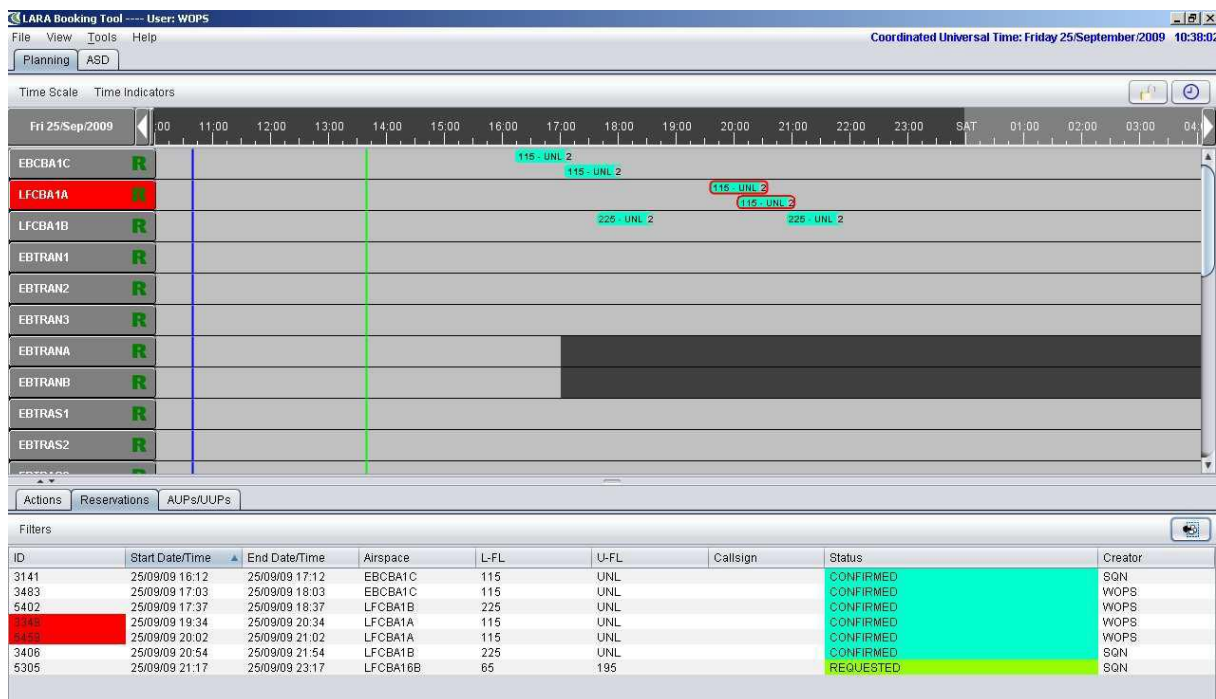 LARA Booking Tool ---- User: WOPS
File View Tools Help Coordinated Universal Time: Friday 25/September/2009 10:38:02
Planning ASD
Time Scale Time Indicators
Fri 25/Sep/2009 :00 11:00 12:00 13:00 14:00 15:00 16:00 17:00 18:00 19:00 20:00 21:00 22:00 23:00 SAT 01:00 02:00 03:00 04:
EBCBA1C R 115 - UNL 2
115 - UNL 2
LFCBA1A R 115 - UNL 2
115 - UNL 2
LFCBA1B R 225 - UNL 2 225 - UNL 2
EBTRAN1 R
EBTRAN2 R
EBTRAN3 R
EBTRANA R
EBTRANB R
EBTRAS1 R
EBTRAS2 R
Actions Reservations AUPs/UUPs
Filters
ID Start Date/Time End Date/Time Airspace L-FL U-FL Callsign Status Creator
3141 25/09/09 16:12 25/09/09 17:12 EBCBA1C 115 UNL CONFIRMED SQN
3483 25/09/09 17:03 25/09/09 18:03 EBCBA1C 115 UNL CONFIRMED WOPS
5402 25/09/09 17:37 25/09/09 18:37 LFCBA1B 225 UNL CONFIRMED WOPS
25/09/09 19:34 25/09/09 20:34 LFCBA1A 115 UNL CONFIRMED WOPS
25/09/09 20:02 25/09/09 21:02 LFCBA1A 115 UNL CONFIRMED WOPS
3406 25/09/09 20:54 25/09/09 21:54 LFCBA1B 225 UNL CONFIRMED SQN
5305 25/09/09 21:17 25/09/09 23:17 LFCBA16B 65 195 REQUESTED SQN